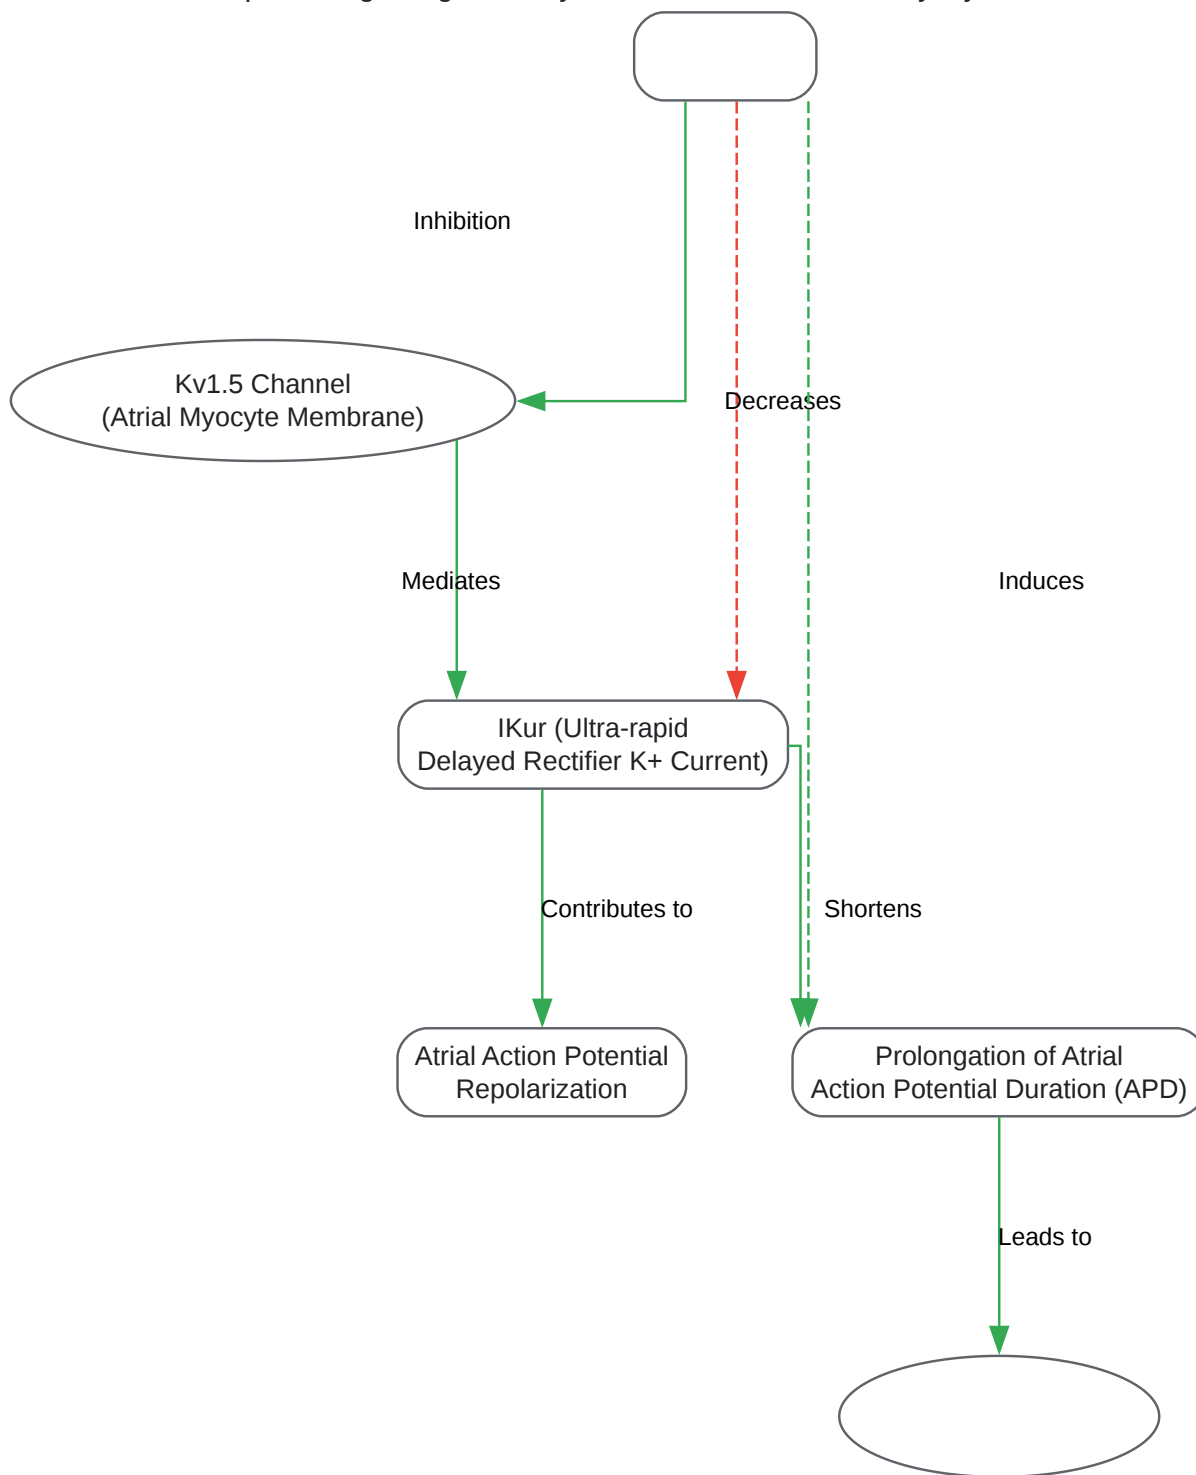 Inhibition
Kv1.5 Channel
(Atrial Myocyte Membrane)
Decreases
Mediates
Induces
IKur (Ultra-rapid
Delayed Rectifier K+ Current)
Contributes to
Shortens
Atrial Action Potential
Repolarization
Prolongation of Atrial
Action Potential Duration (APD)
Leads to